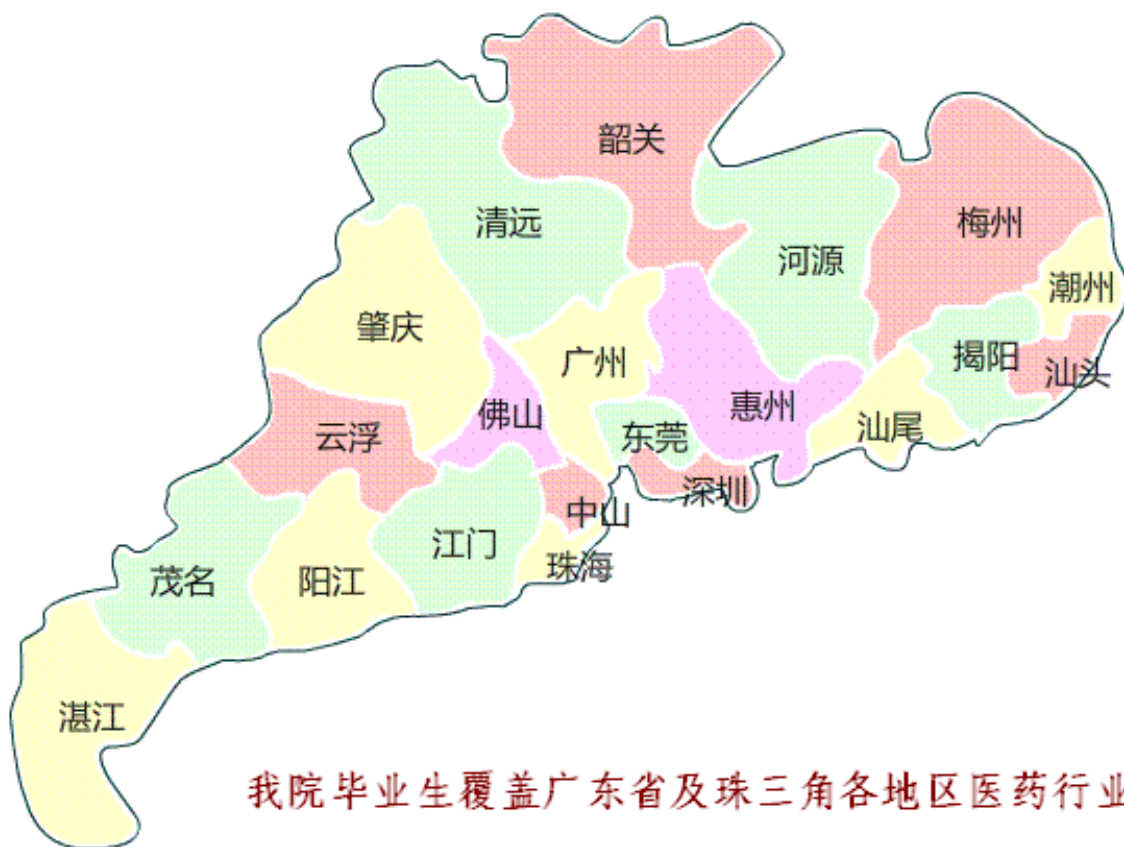 韶关
清远
河源
梅州
潮州
肇庆
广州
揭阳
汕头
佛山
惠州
云浮
东莞
汕尾
深圳
中山
江门
珠海
茂名
阳江
湛江
我院毕业生覆盖广东省及珠三角各地区医药行业